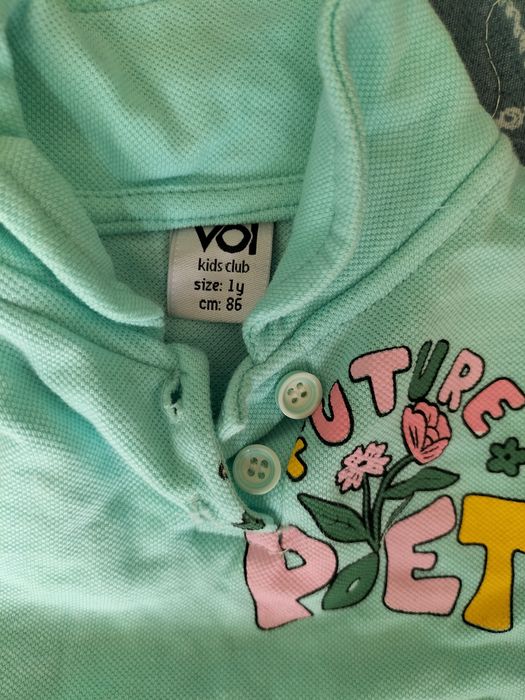 VOI
kids club
size: 1y
cm: 86
FUTURE
PET